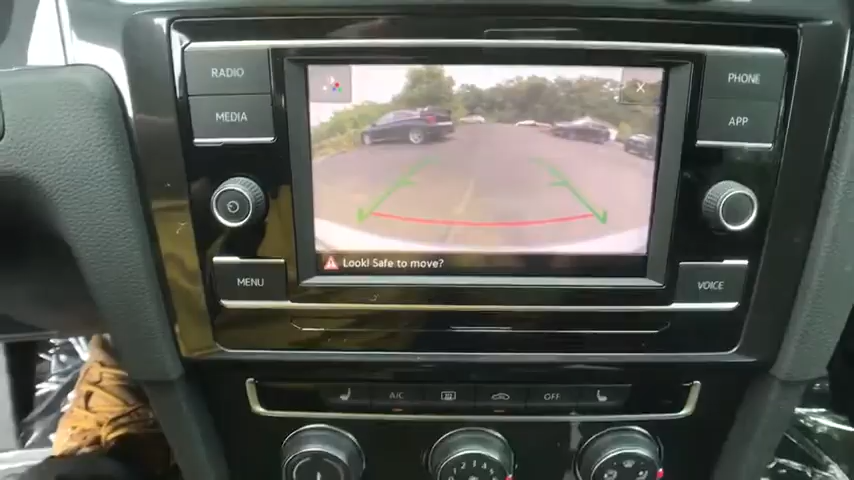 RADIO
PHONE
MEDIA
APP
Look! Safe to move?
MENU
VOICE
A/C
OFF